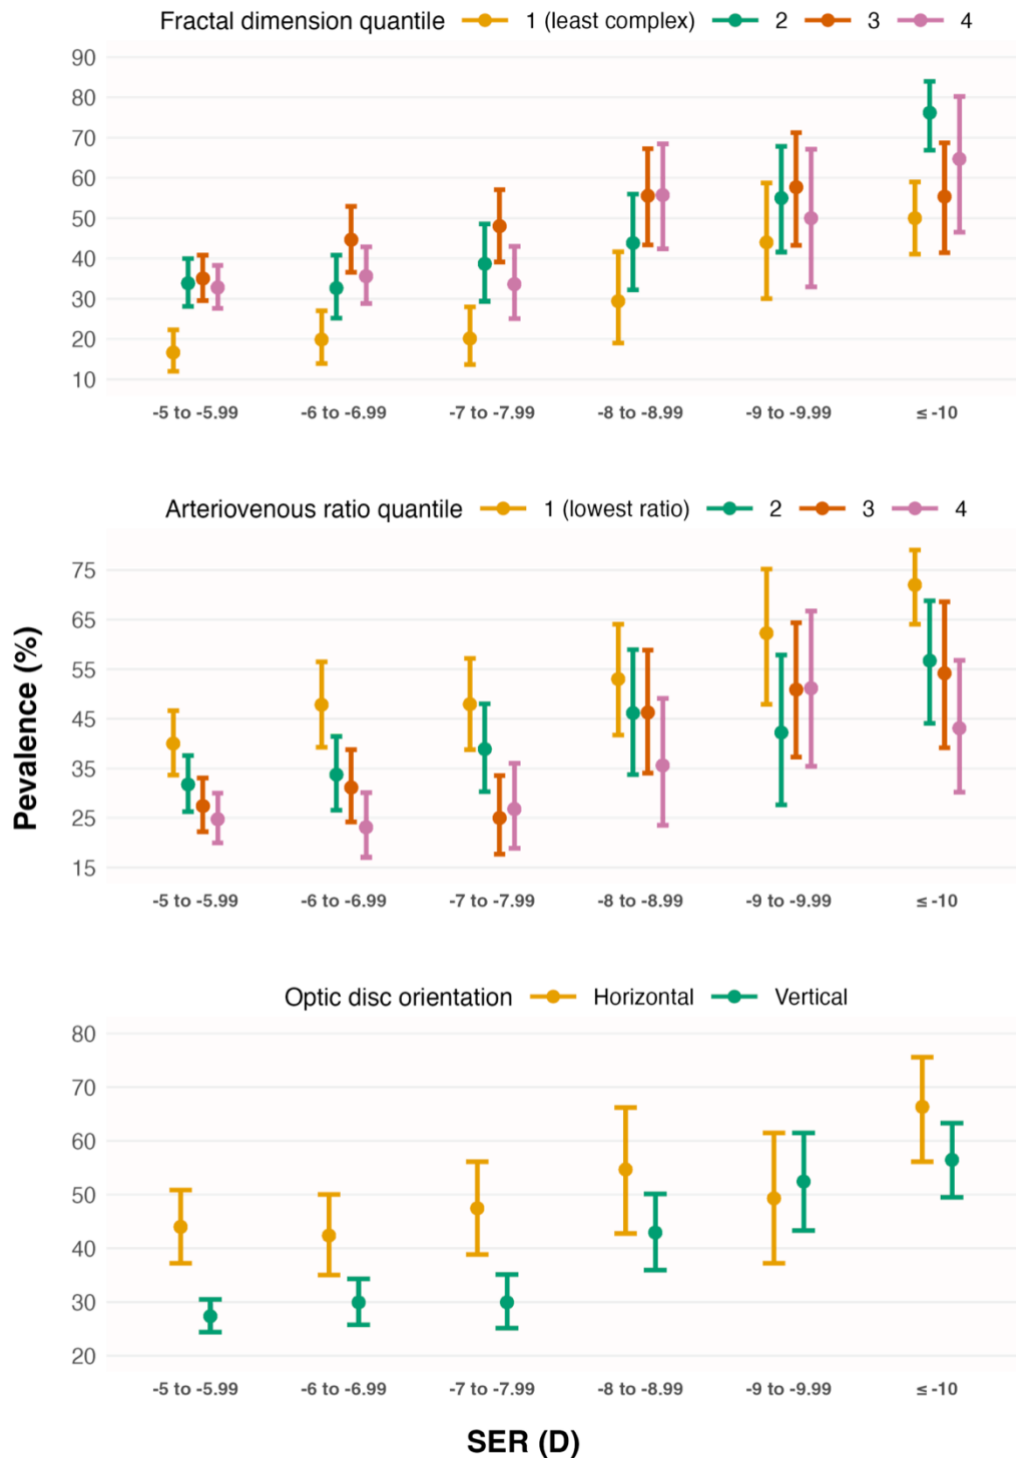 Fractal dimension quantile 1 (least complex) 2 3 4
90
80
70
60
50
40
30
20
10
-5 to -5.99 -6 to -6.99 -7 to -7.99 -8 to -8.99 -9 to -9.99 ≤ -10
Arteriovenous ratio quantile 1 (lowest ratio) 2 3 4
75
65
55
45
35
25
15
-5 to -5.99 -6 to -6.99 -7 to -7.99 -8 to -8.99 -9 to -9.99 ≤ -10
Pevalence (%)
Optic disc orientation Horizontal Vertical
80
70
60
50
40
30
20
-5 to -5.99 -6 to -6.99 -7 to -7.99 -8 to -8.99 -9 to -9.99 ≤ -10
SER (D)